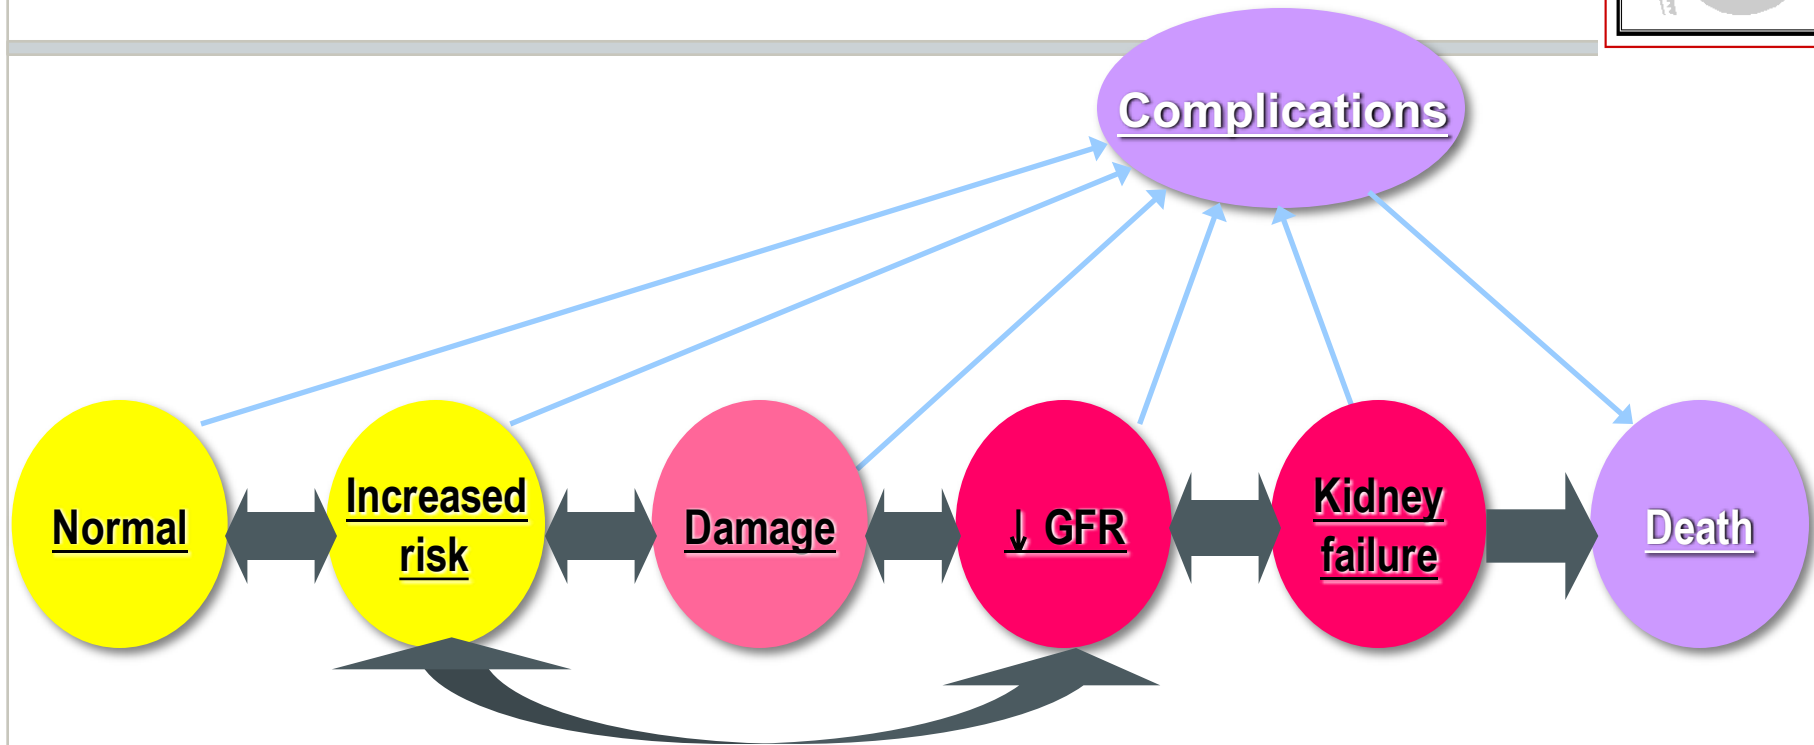 Complications
Normal
Increased
risk
Damage
↓ GFR
Kidney
failure
Death